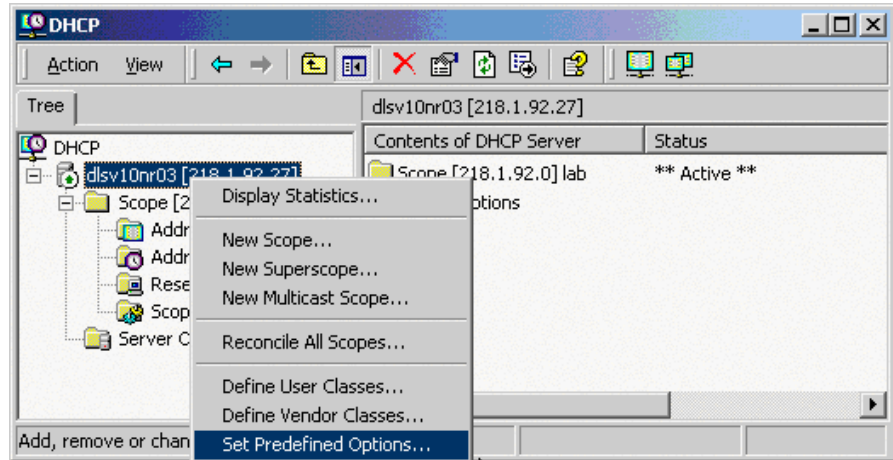 DHCP
Action View
Tree
dlsv10nr03 [218.1.92.27]
DHCP
Contents of DHCP Server Status
dlsv10nr03 [218.1.92.27]
Scope [218.1.92.0] lab ** Active **
Display Statistics...
Scope [2 ptions
Addr
New Scope...
Addr
New Superscope...
Rese
New Multicast Scope...
Scop
Server C
Reconcile All Scopes...
Define User Classes...
Define Vendor Classes...
Add, remove or chan
Set Predefined Options...